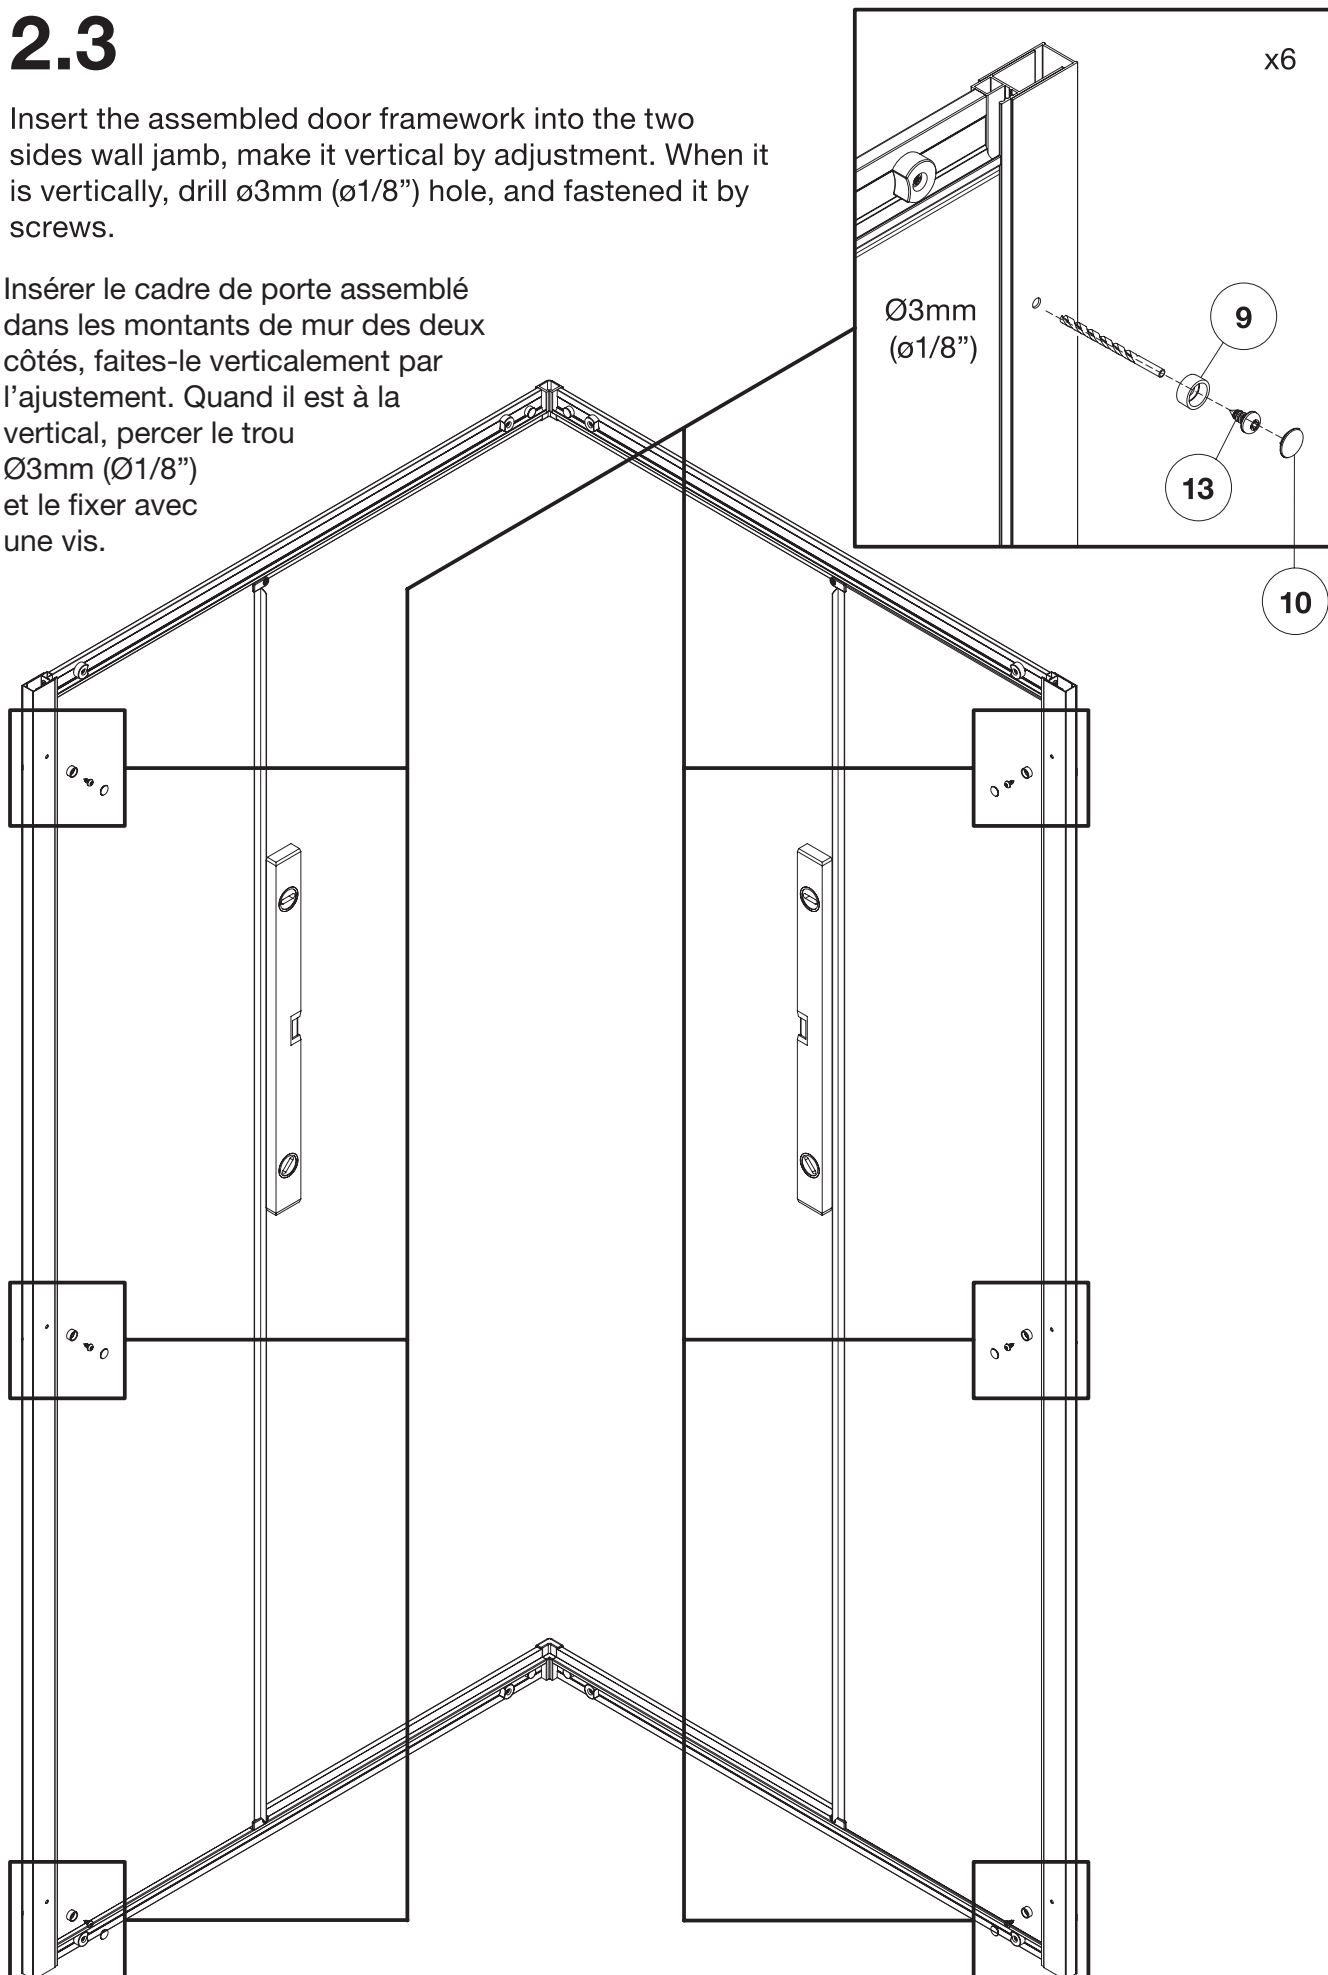 2.3
Insert the assembled door framework into the two
sides wall jamb, make it vertical by adjustment. When it
is vertically, drill ø3mm (ø1/8”) hole, and fastened it by
screws.
Insérer le cadre de porte assemblé
dans les montants de mur des deux
côtés, faites-le verticalement par
l’ajustement. Quand il est à la
vertical, percer le trou
Ø3mm (Ø1/8”)
et le fixer avec
une vis.
x6
Ø3mm
(ø1/8”)
9
13
10